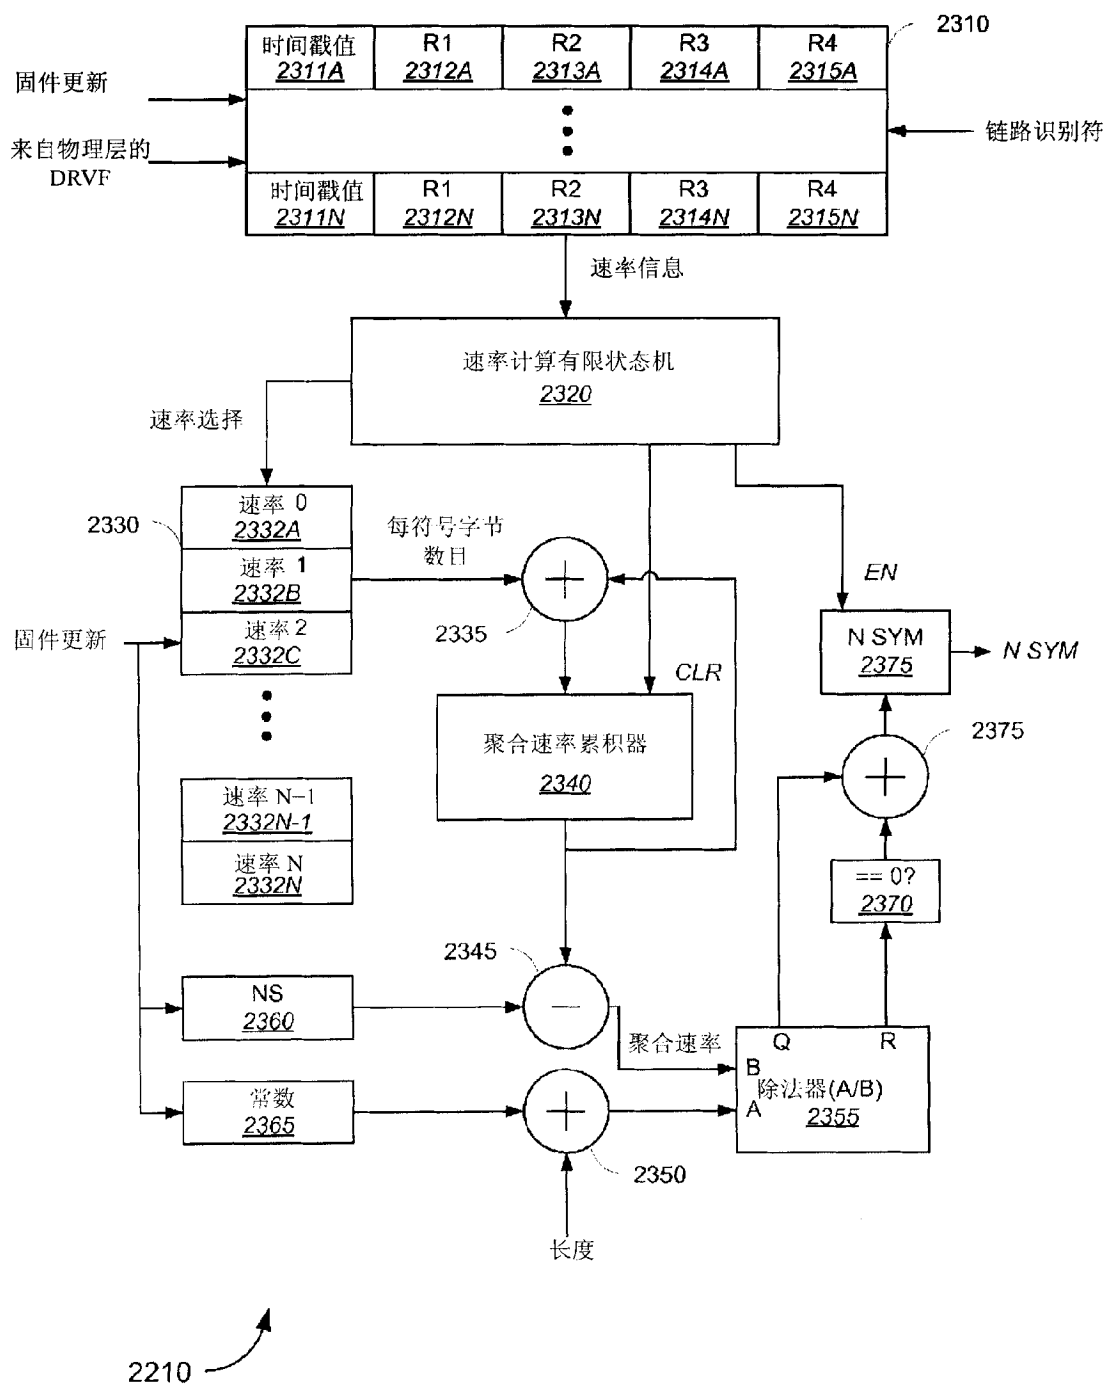 2310
时间戳值 R1 R2 R3 R4
2311A 2312A 2313A 2314A 2315A
固件更新
来自物理层的
DRVF
链路识别符
时间戳值 R1 R2 R3 R4
2311N 2312N 2313N 2314N 2315N
速率信息
速率计算有限状态机
2320
速率选择
2330
速率 0
2332A
速率 1
2332B
速率 2
2332C
每符号字节
数目
2335
EN
固件更新
N SYM
2375
N SYM
CLR
聚合速率累积器
2340
2375
速率 N-1
2332N-1
速率 N
2332N
== 0?
2370
2345
NS
2360
聚合速率
Q R
B
除法器(A/B)
A
2355
常数
2365
2350
长度
2210